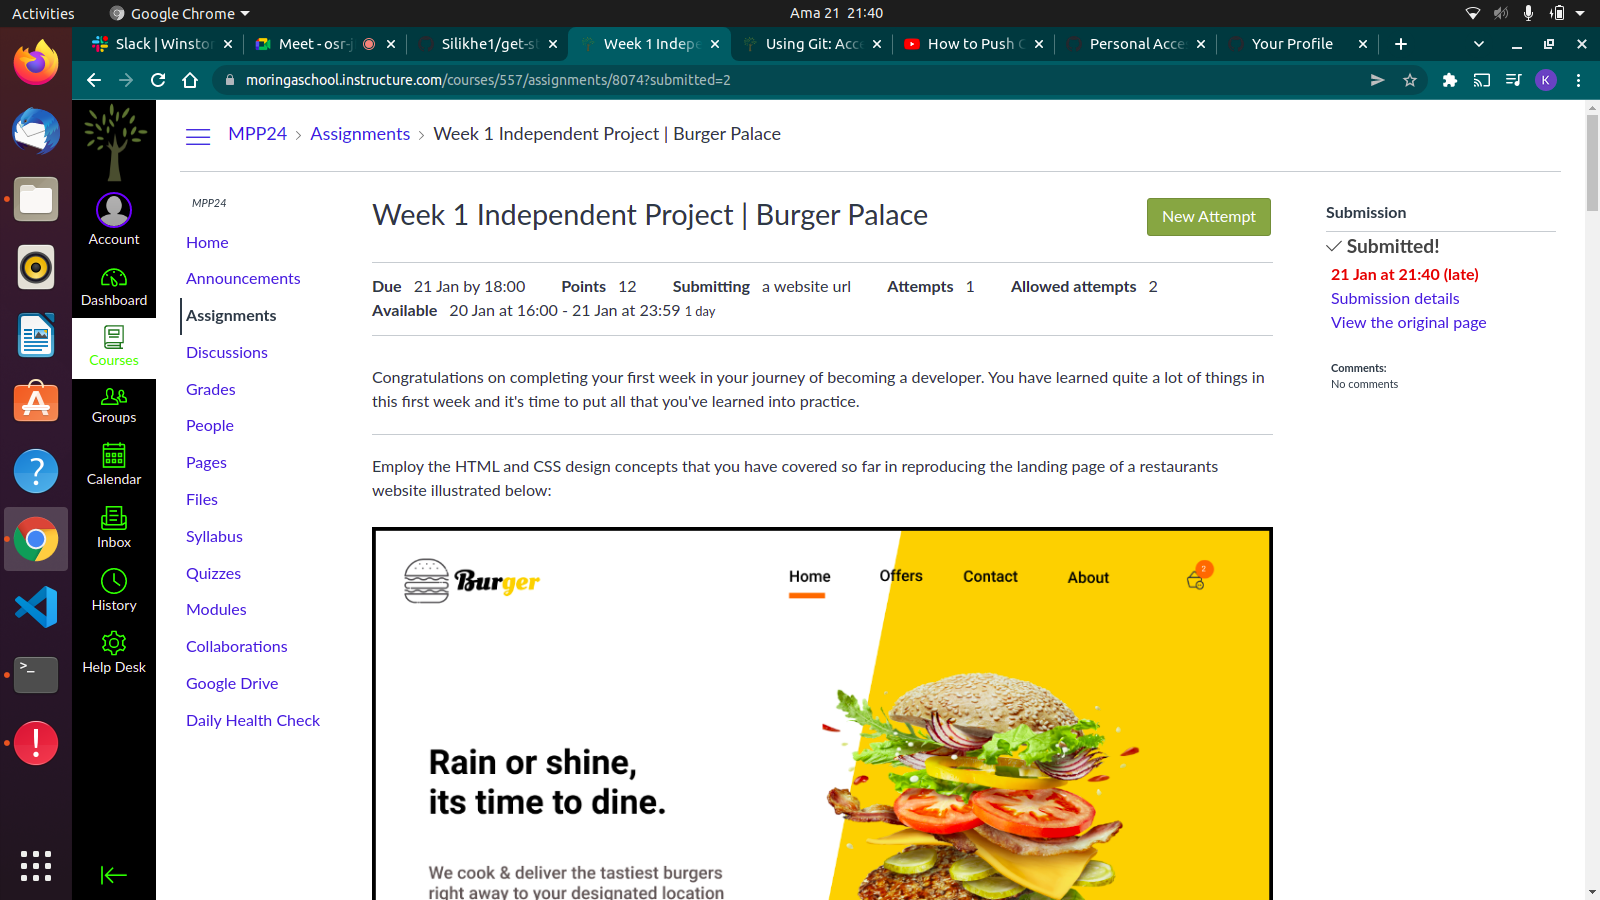 Activities
Google Chrome
Ama 21 21:40
Slack | Winston
Meet - osr-j
Silikhe1/get-st
Week 1 Indepe
Using Git: Acce
How to Push C
Personal Acces
Your Profile
moringaschool.instructure.com/courses/557/assignments/8074?submitted=2
K
MPP24 › Assignments › Week 1 Independent Project | Burger Palace
Account
Dashboard
Courses
Groups
Calendar
Inbox
History
Help Desk
MPP24
Home
Announcements
Assignments
Discussions
Grades
People
Pages
Files
Syllabus
Quizzes
Modules
Collaborations
Google Drive
Daily Health Check
Week 1 Independent Project | Burger Palace
New Attempt
Due 21 Jan by 18:00 Points 12 Submitting a website url Attempts 1 Allowed attempts 2
Available 20 Jan at 16:00 - 21 Jan at 23:59 1 day
Congratulations on completing your first week in your journey of becoming a developer. You have learned quite a lot of things in
this first week and it's time to put all that you've learned into practice.
Employ the HTML and CSS design concepts that you have covered so far in reproducing the landing page of a restaurants
website illustrated below:
Burger
Home
Offers
Contact
About
2
Rain or shine,
its time to dine.
We cook & deliver the tastiest burgers
right away to your designated location
Submission
Submitted!
21 Jan at 21:40 (late)
Submission details
View the original page
Comments:
No comments